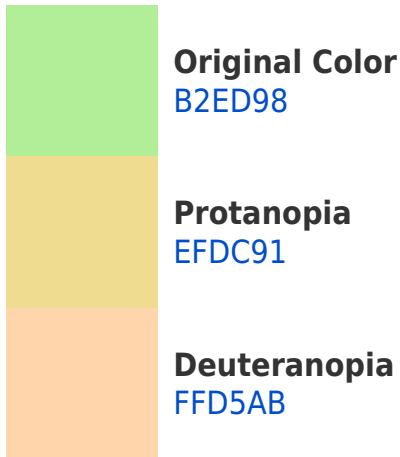 Original Color
B2ED98
Protanopia
EFDC91
Deuteranopia
FFD5AB